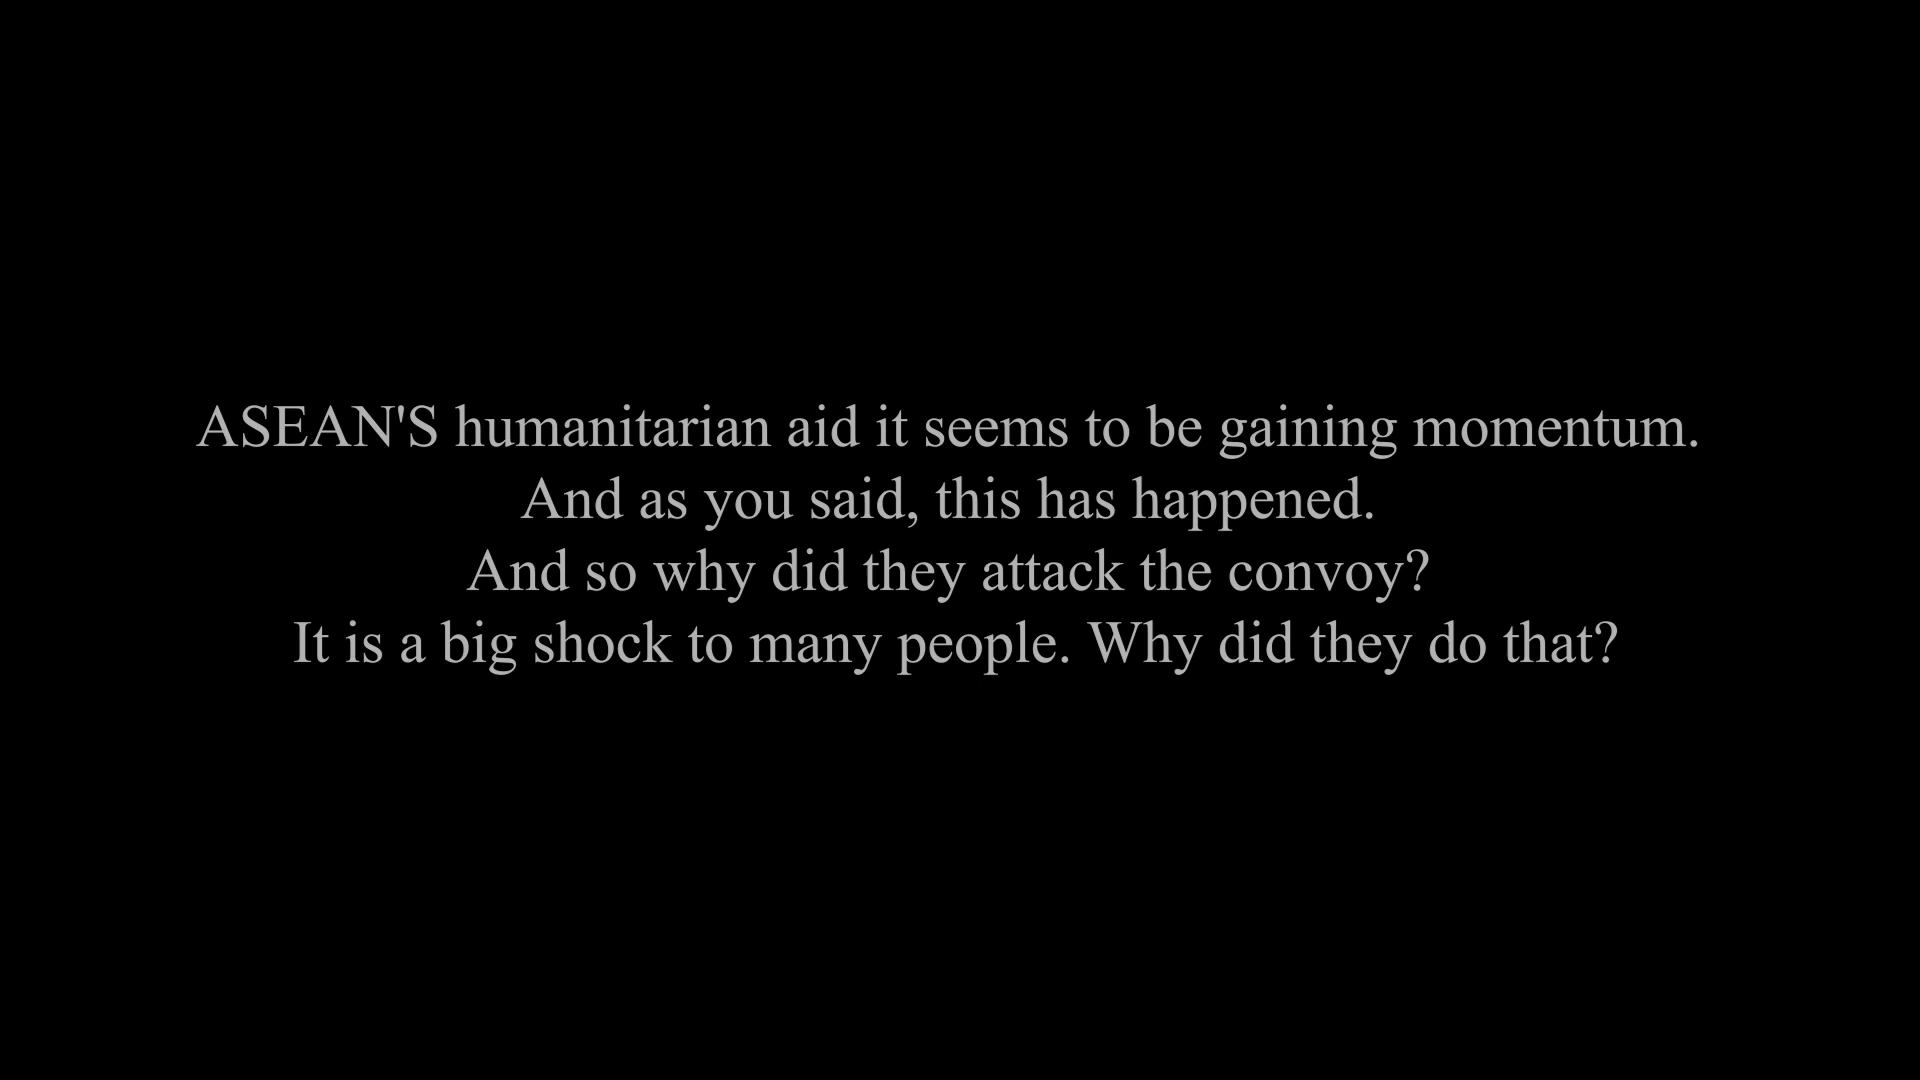 ASEAN'S humanitarian aid it seems to be gaining momentum.
And as you said, this has happened.
And so why did they attack the convoy?
It is a big shock to many people. Why did they do that?